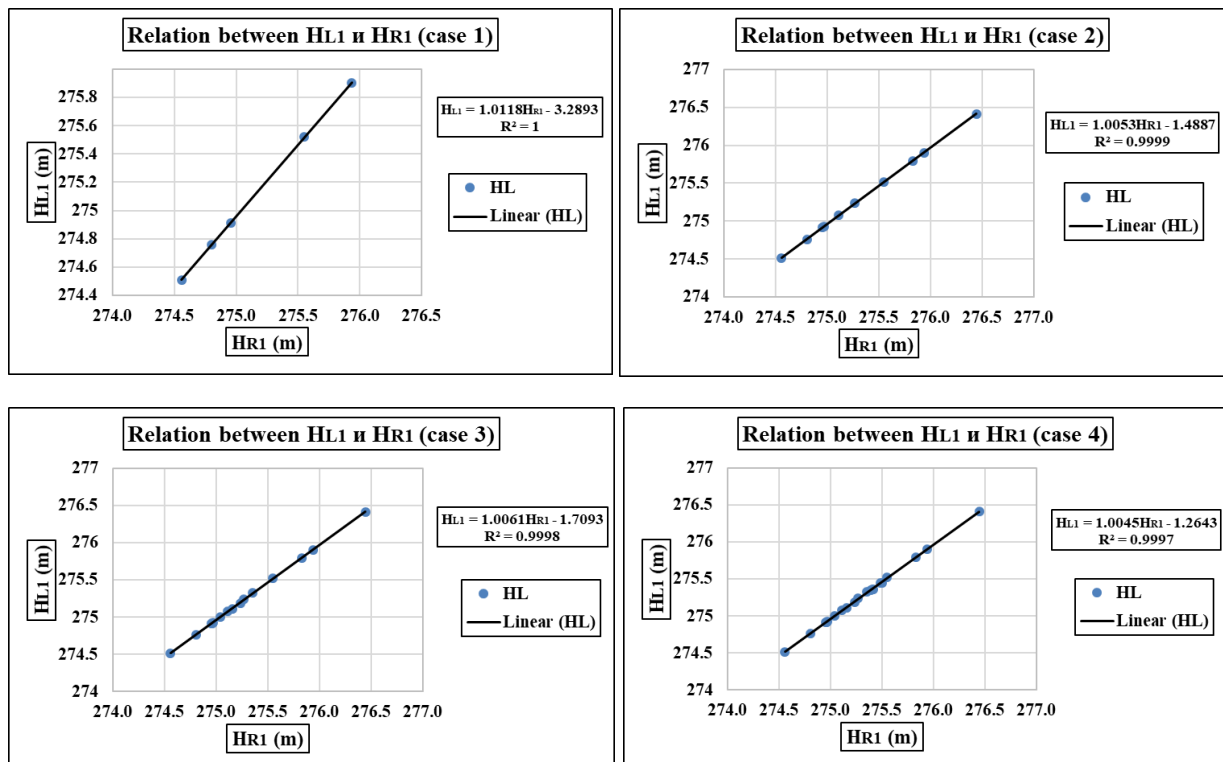 Relation between HL1 и HR1 (case 1)
275.8
275.6
275.4
275.2
275
274.8
274.6
274.4
HL1 (m)
274.0 274.5 275.0 275.5 276.0 276.5
HR1 (m)
HL1 = 1.0118HR1 - 3.2893
R² = 1
HL
Linear (HL)
Relation between HL1 и HR1 (case 2)
277
276.5
276
275.5
275
274.5
274
HL1 (m)
274.0 274.5 275.0 275.5 276.0 276.5 277.0
HR1 (m)
HL1 = 1.0053HR1 - 1.4887
R² = 0.9999
HL
Linear (HL)
Relation between HL1 и HR1 (case 3)
277
276.5
276
275.5
275
274.5
274
HL1 (m)
274.0 274.5 275.0 275.5 276.0 276.5 277.0
HR1 (m)
HL1 = 1.0061HR1 - 1.7093
R² = 0.9998
HL
Linear (HL)
Relation between HL1 и HR1 (case 4)
277
276.5
276
275.5
275
274.5
274
HL1 (m)
274.0 274.5 275.0 275.5 276.0 276.5 277.0
HR1 (m)
HL1 = 1.0045HR1 - 1.2643
R² = 0.9997
HL
Linear (HL)